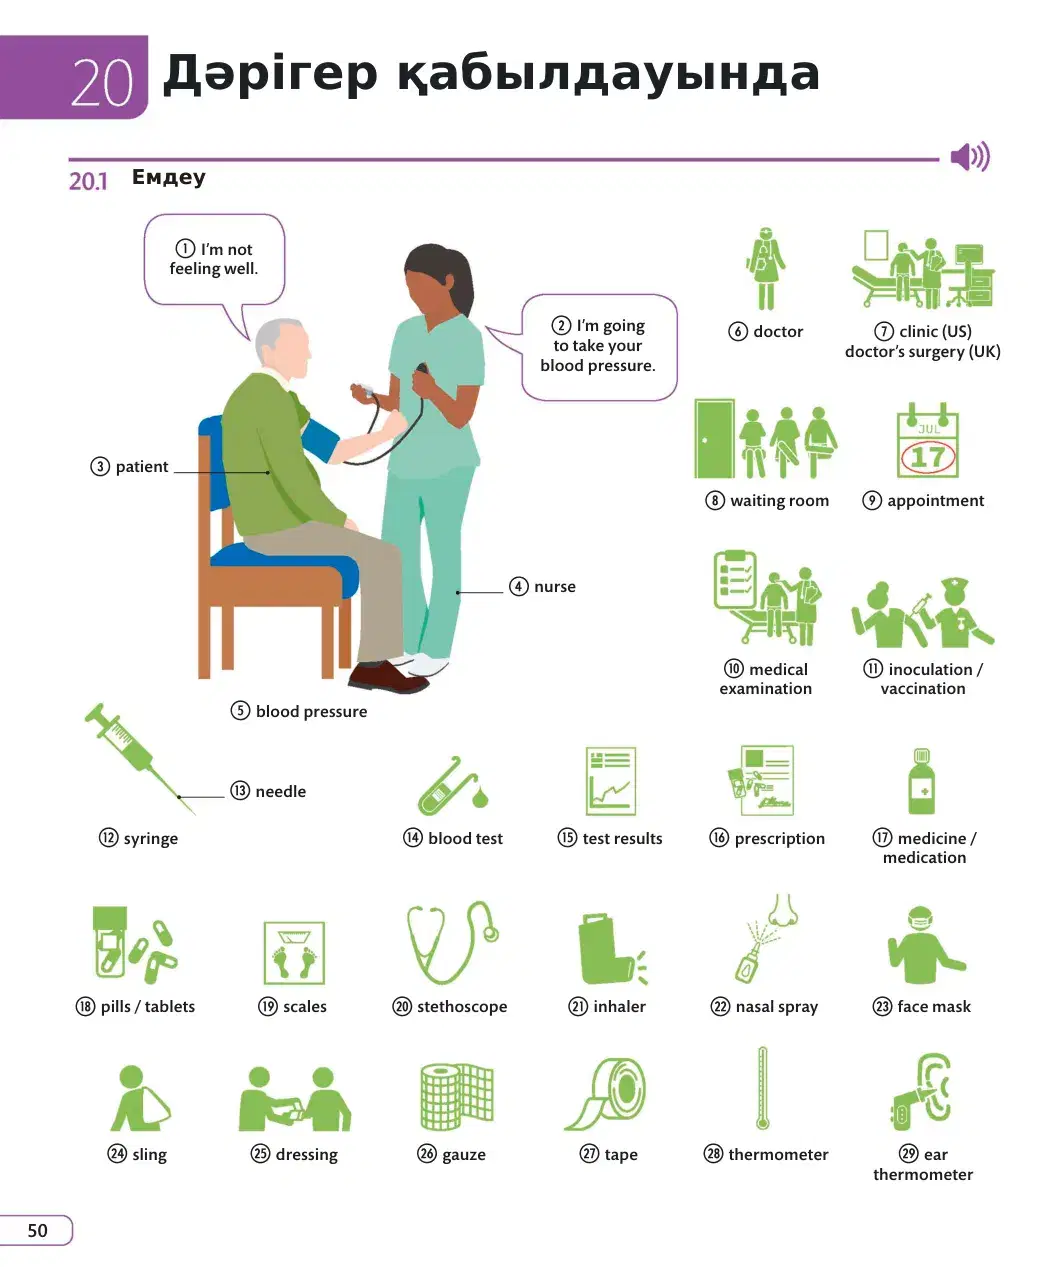 20
Дәрігер қабылдауында
20.1 Емдеу
① I'm not
feeling well.
② I'm going
to take your
blood pressure.
③ patient
④ nurse
⑤ blood pressure
⑥ doctor
⑦ clinic (US)
doctor's surgery (UK)
⑧ waiting room
JUL
17
⑨ appointment
⑩ medical
examination
⑪ inoculation /
vaccination
⑫ syringe
⑬ needle
⑭ blood test
⑮ test results
⑯ prescription
⑰ medicine /
medication
⑱ pills / tablets
⑲ scales
⑳ stethoscope
㉑ inhaler
㉒ nasal spray
㉓ face mask
㉔ sling
㉕ dressing
㉖ gauze
㉗ tape
㉘ thermometer
㉙ ear
thermometer
50